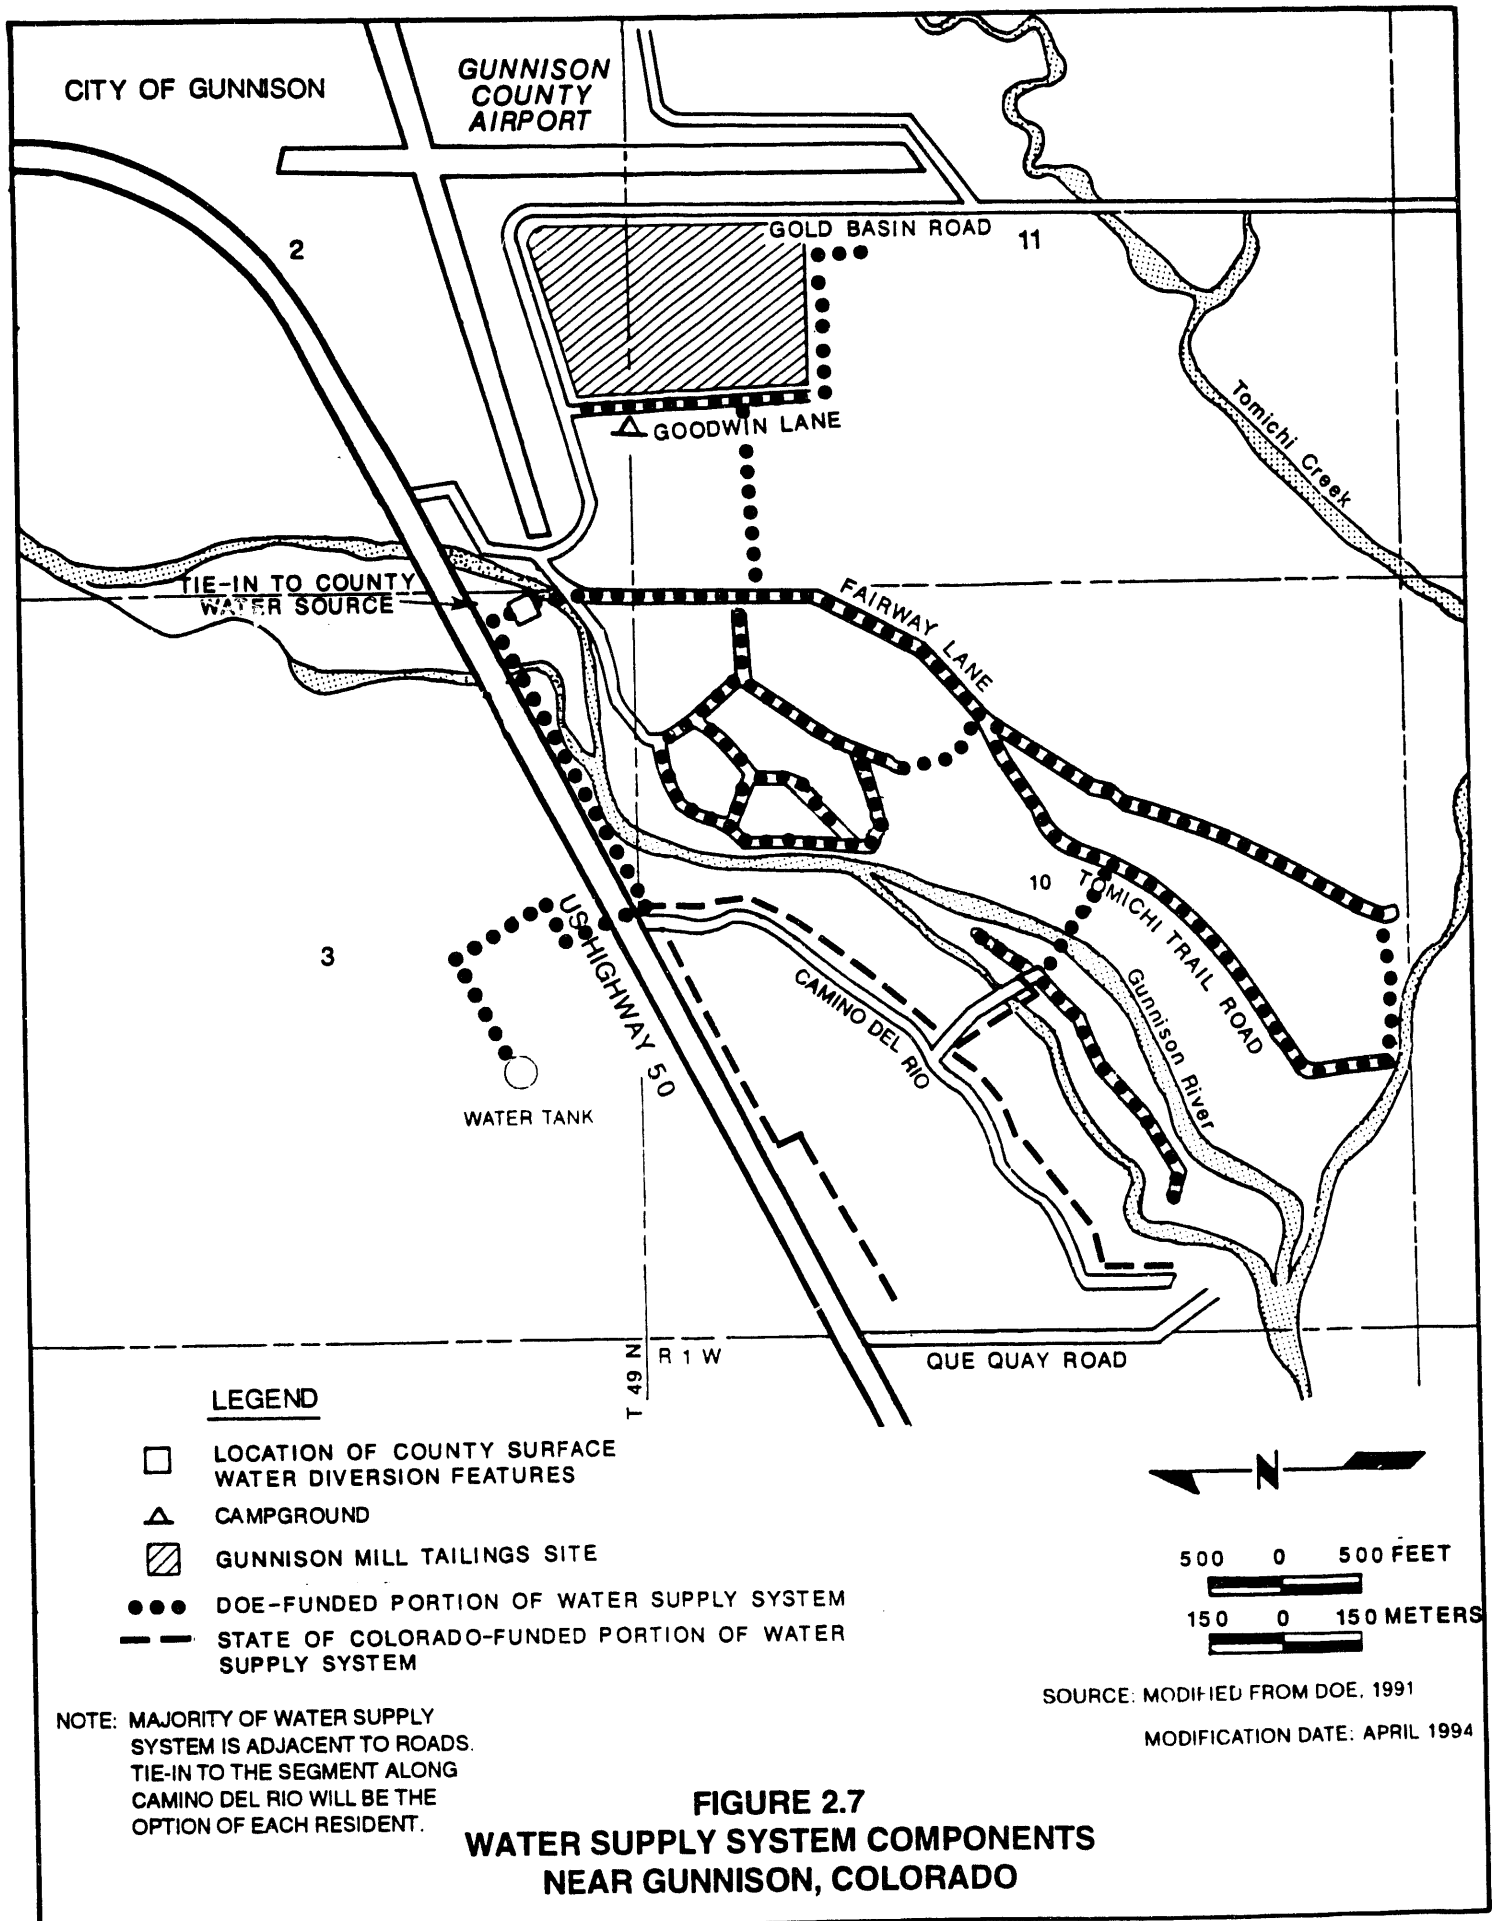 CITY OF GUNNISON
GUNNISON
COUNTY
AIRPORT
2
GOLD BASIN ROAD
11
Tomichi Creek
GOODWIN LANE
TIE-IN TO COUNTY
WATER SOURCE
FAIRWAY LANE
10
TOMICHI TRAIL ROAD
3
US HIGHWAY 50
CAMINO DEL RIO
Gunnison River
WATER TANK
T 49 N
R 1 W
QUE QUAY ROAD
LEGEND
LOCATION OF COUNTY SURFACE
WATER DIVERSION FEATURES
CAMPGROUND
GUNNISON MILL TAILINGS SITE
DOE-FUNDED PORTION OF WATER SUPPLY SYSTEM
STATE OF COLORADO-FUNDED PORTION OF WATER
SUPPLY SYSTEM
N
500 0 500 FEET
150 0 150 METERS
SOURCE: MODIFIED FROM DOE, 1991
MODIFICATION DATE: APRIL 1994
NOTE: MAJORITY OF WATER SUPPLY
SYSTEM IS ADJACENT TO ROADS.
TIE-IN TO THE SEGMENT ALONG
CAMINO DEL RIO WILL BE THE
OPTION OF EACH RESIDENT.
FIGURE 2.7
WATER SUPPLY SYSTEM COMPONENTS
NEAR GUNNISON, COLORADO